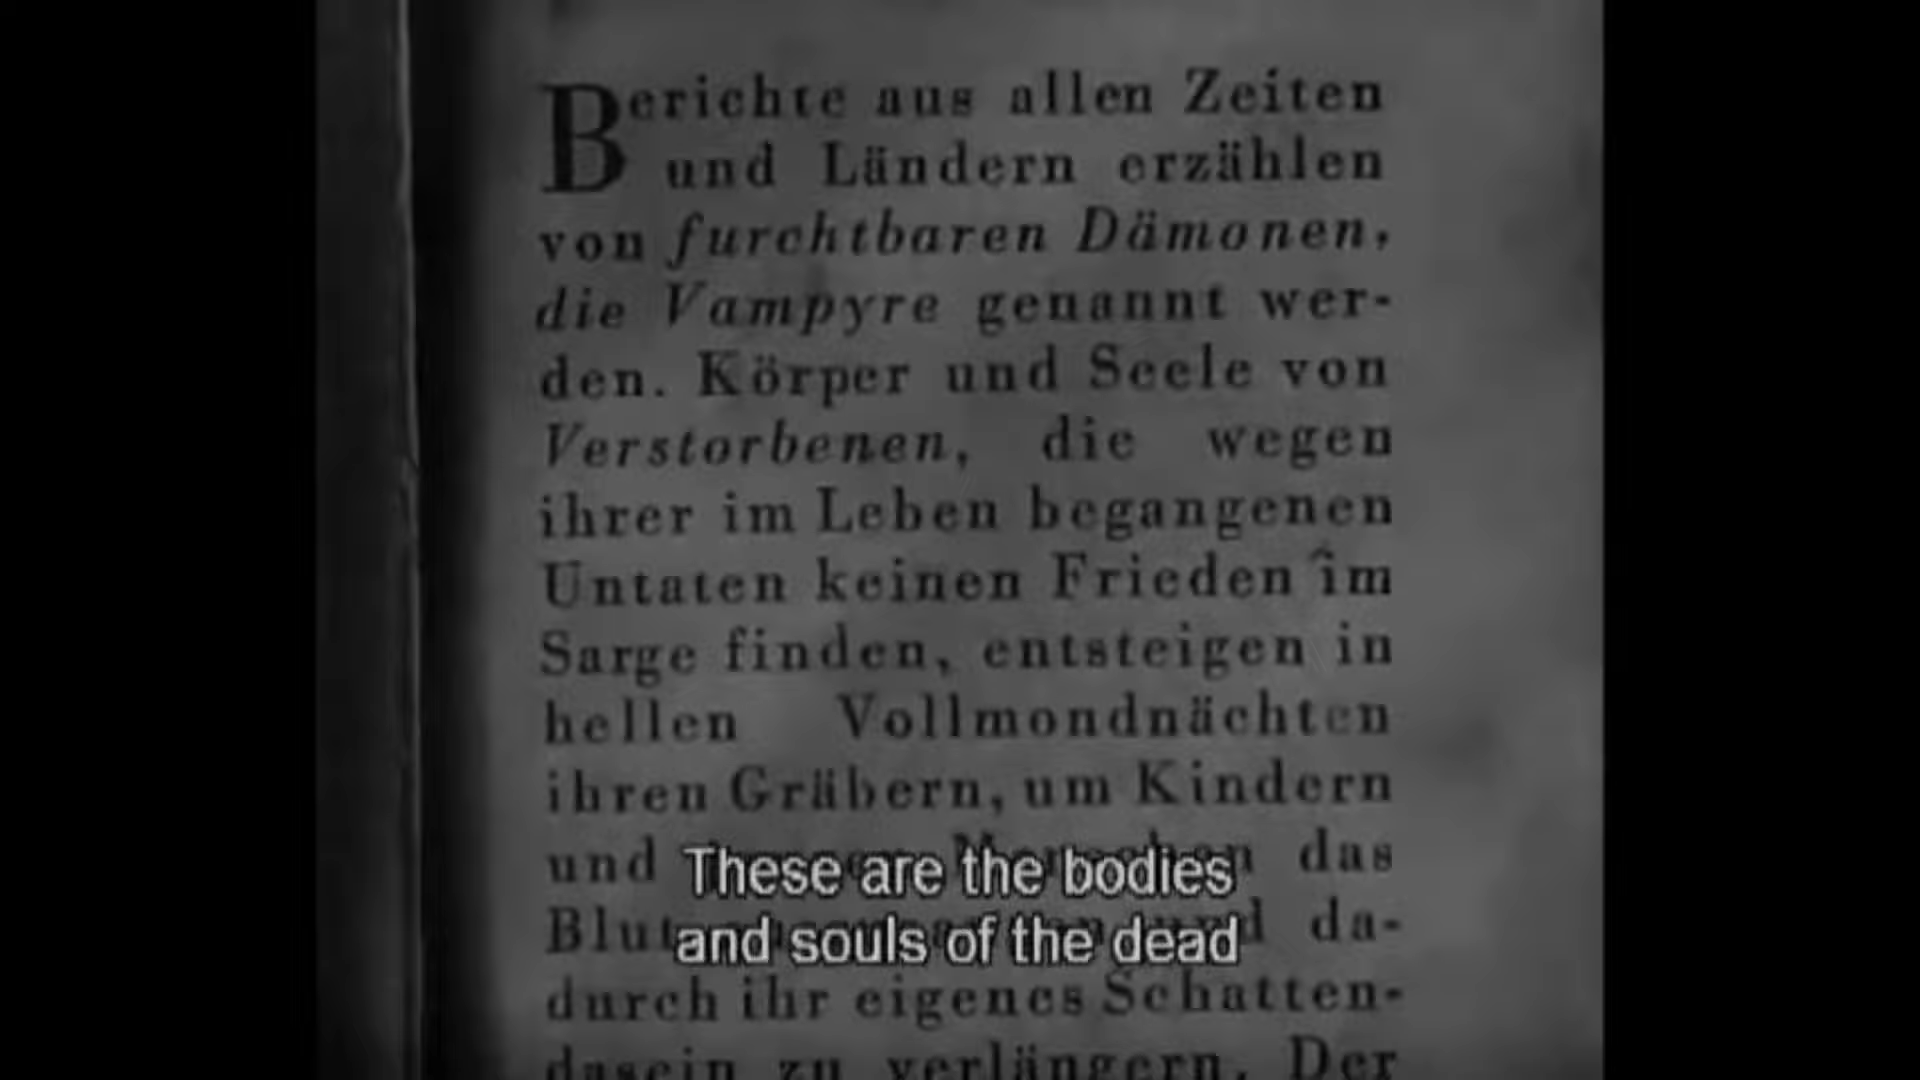 Berichte aus allen Zeiten
und Ländern erzählen
von furchtbaren Dämonen,
die Vampyre genannt wer-
den. Körper und Seele von
Verstorbenen, die wegen
ihrer im Leben begangenen
Untaten keinen Frieden im
Sarge finden, entsteigen in
hellen Vollmondnächten
ihren Gräbern, um Kindern
und das
These are the bodies
da-
and souls of the dead
durch ihr eigenes Schatten-
dasein zu verlängern. Der